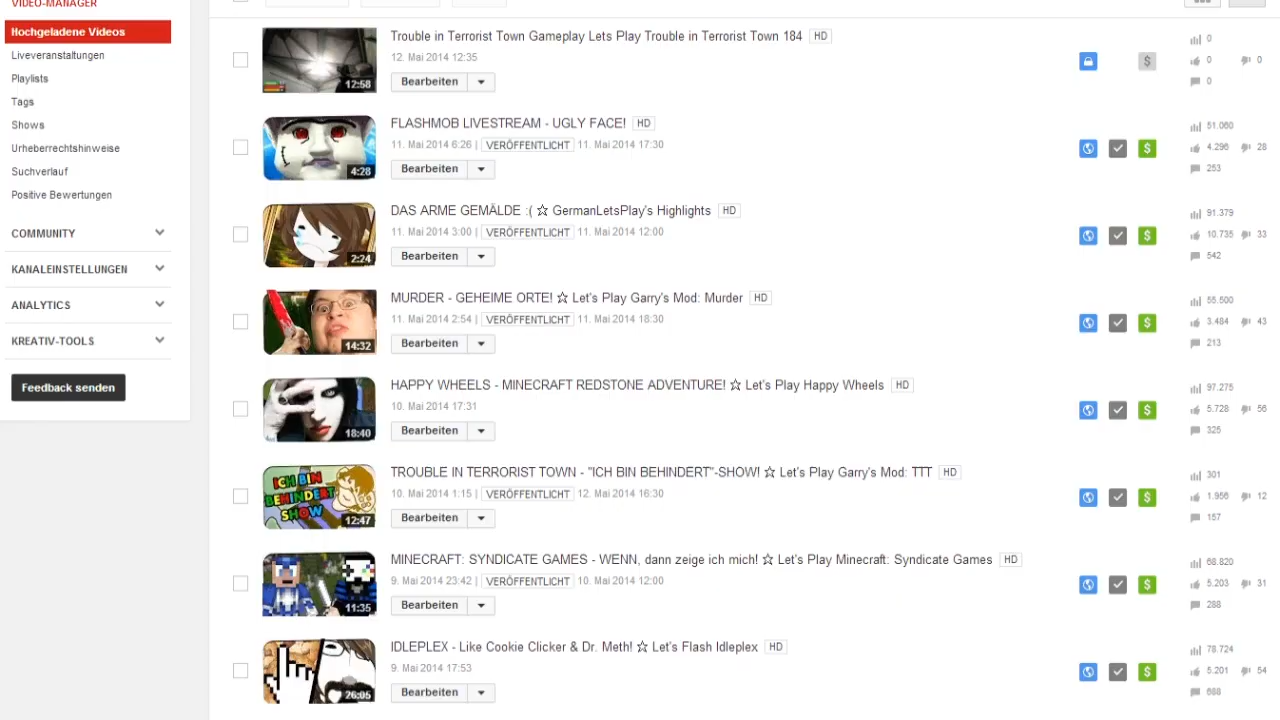 VIDEO-MANAGER
Hochgeladene Videos
Liveveranstaltungen
Playlists
Tags
Shows
Urheberrechtshinweise
Suchverlauf
Positive Bewertungen
COMMUNITY
KANALEINSTELLUNGEN
ANALYTICS
KREATIV-TOOLS
Feedback senden
12:58
Trouble in Terrorist Town Gameplay Lets Play Trouble in Terrorist Town 184 HD
12. Mai 2014 12:35
Bearbeiten
$
0
0 0
0
4:28
FLASHMOB LIVESTREAM - UGLY FACE! HD
11. Mai 2014 6:26 | VERÖFFENTLICHT 11. Mai 2014 17:30
Bearbeiten
$
51.060
4.296 28
253
2:24
DAS ARME GEMÄLDE :( ☆ GermanLetsPlay's Highlights HD
11. Mai 2014 3:00 | VERÖFFENTLICHT 11. Mai 2014 12:00
Bearbeiten
$
91.379
10.735 33
542
14:32
MURDER - GEHEIME ORTE! ☆ Let's Play Garry's Mod: Murder HD
11. Mai 2014 2:54 | VERÖFFENTLICHT 11. Mai 2014 18:30
Bearbeiten
$
55.500
3.484 43
213
18:40
HAPPY WHEELS - MINECRAFT REDSTONE ADVENTURE! ☆ Let's Play Happy Wheels HD
10. Mai 2014 17:31
Bearbeiten
$
97.275
5.728 56
325
ICH BIN
BEHINDERT
SHOW
12:47
TROUBLE IN TERRORIST TOWN - "ICH BIN BEHINDERT"-SHOW! ☆ Let's Play Garry's Mod: TTT HD
10. Mai 2014 1:15 | VERÖFFENTLICHT 12. Mai 2014 16:30
Bearbeiten
$
301
1.956 12
157
11:35
MINECRAFT: SYNDICATE GAMES - WENN, dann zeige ich mich! ☆ Let's Play Minecraft: Syndicate Games HD
9. Mai 2014 23:42 | VERÖFFENTLICHT 10. Mai 2014 12:00
Bearbeiten
$
68.820
5.203 31
288
26:05
IDLEPLEX - Like Cookie Clicker & Dr. Meth! ☆ Let's Flash Idleplex HD
9. Mai 2014 17:53
Bearbeiten
$
78.724
5.201 54
688